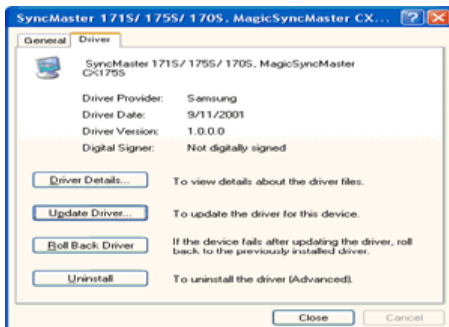 SyncMaster 171S/ 175S/ 170S, MagicSyncMaster CX...
General
Driver
SyncMaster 171S/ 175S/ 170S, MagicSyncMaster
CX175S
Driver Provider: Samsung
Driver Date: 9/11/2001
Driver Version: 1.0.0.0
Digital Signer: Not digitally signed
Driver Details... To view details about the driver files.
Update Driver... To update the driver for this device.
Roll Back Driver If the device fails after updating the driver, roll
back to the previously installed driver.
Uninstall To uninstall the driver (Advanced).
Close Cancel